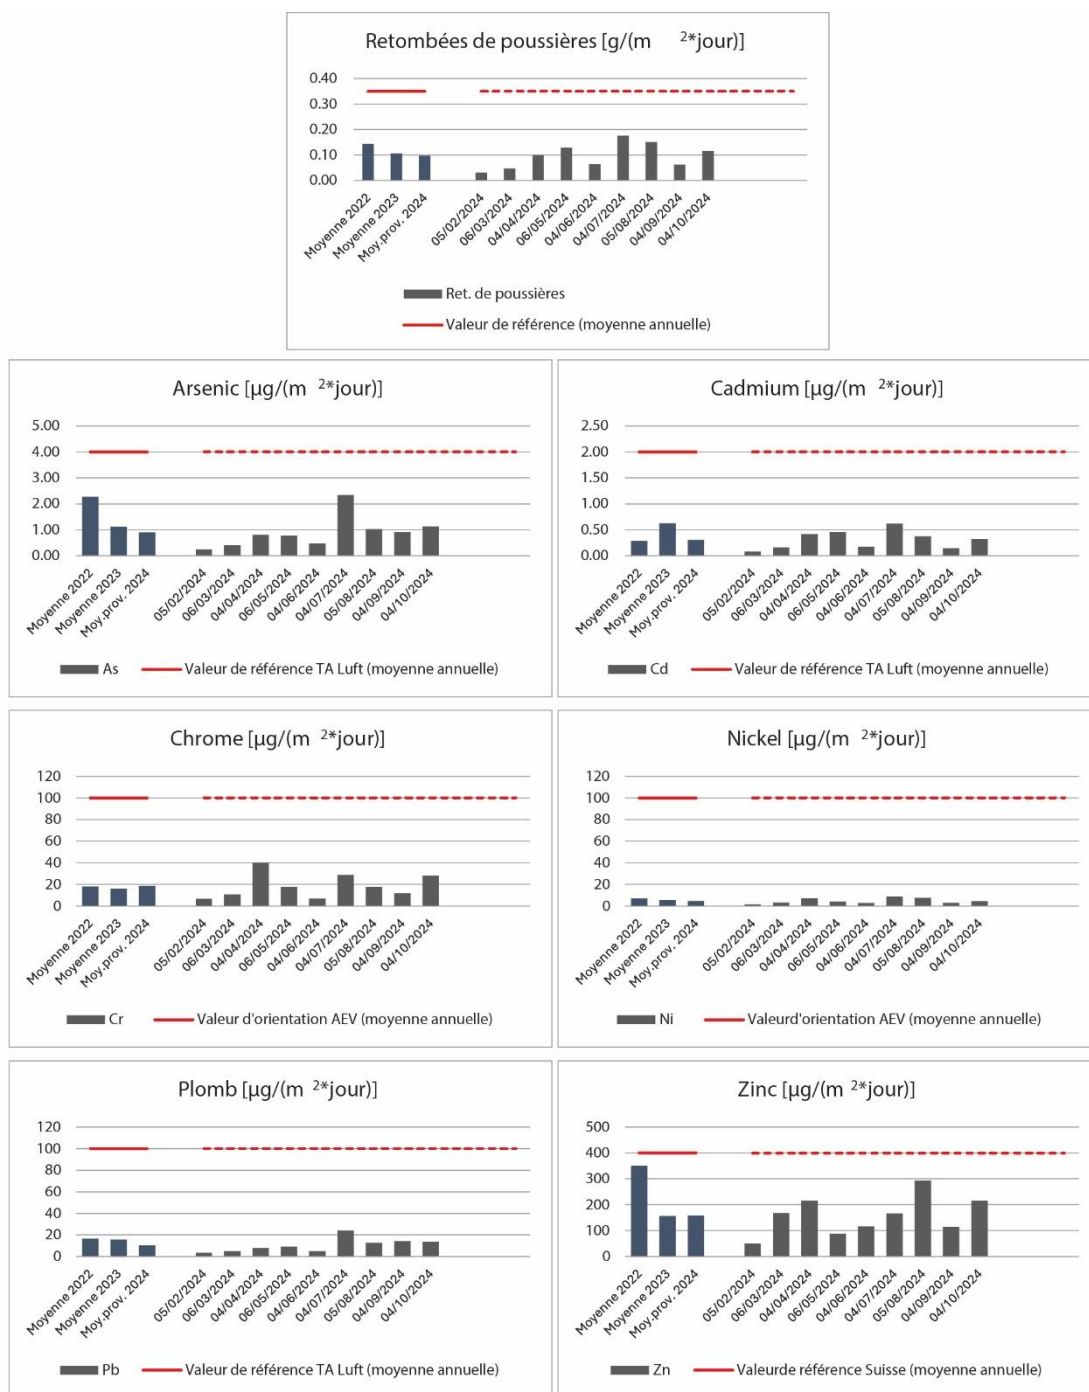 Retombées de poussières [g/(m ²*jour)]
0.40
0.30
0.20
0.10
0.00
Moyenne 2022
Moyenne 2023
Moy.prov. 2024
05/02/2024
06/03/2024
04/04/2024
06/05/2024
04/06/2024
04/07/2024
05/08/2024
04/09/2024
04/10/2024
Ret. de poussières
Valeur de référence (moyenne annuelle)
Arsenic [µg/(m ²*jour)]
5.00
4.00
3.00
2.00
1.00
0.00
Moyenne 2022
Moyenne 2023
Moy.prov. 2024
05/02/2024
06/03/2024
04/04/2024
06/05/2024
04/06/2024
04/07/2024
05/08/2024
04/09/2024
04/10/2024
As
Valeur de référence TA Luft (moyenne annuelle)
Cadmium [µg/(m ²*jour)]
2.50
2.00
1.50
1.00
0.50
0.00
Moyenne 2022
Moyenne 2023
Moy.prov. 2024
05/02/2024
06/03/2024
04/04/2024
06/05/2024
04/06/2024
04/07/2024
05/08/2024
04/09/2024
04/10/2024
Cd
Valeur de référence TA Luft (moyenne annuelle)
Chrome [µg/(m ²*jour)]
120
100
80
60
40
20
0
Moyenne 2022
Moyenne 2023
Moy.prov. 2024
05/02/2024
06/03/2024
04/04/2024
06/05/2024
04/06/2024
04/07/2024
05/08/2024
04/09/2024
04/10/2024
Cr
Valeur d'orientation AEV (moyenne annuelle)
Nickel [µg/(m ²*jour)]
120
100
80
60
40
20
0
Moyenne 2022
Moyenne 2023
Moy.prov. 2024
05/02/2024
06/03/2024
04/04/2024
06/05/2024
04/06/2024
04/07/2024
05/08/2024
04/09/2024
04/10/2024
Ni
Valeurd'orientation AEV (moyenne annuelle)
Plomb [µg/(m ²*jour)]
120
100
80
60
40
20
0
Moyenne 2022
Moyenne 2023
Moy.prov. 2024
05/02/2024
06/03/2024
04/04/2024
06/05/2024
04/06/2024
04/07/2024
05/08/2024
04/09/2024
04/10/2024
Pb
Valeur de référence TA Luft (moyenne annuelle)
Zinc [µg/(m ²*jour)]
500
400
300
200
100
0
Moyenne 2022
Moyenne 2023
Moy.prov. 2024
05/02/2024
06/03/2024
04/04/2024
06/05/2024
04/06/2024
04/07/2024
05/08/2024
04/09/2024
04/10/2024
Zn
Valeurde référence Suisse (moyenne annuelle)